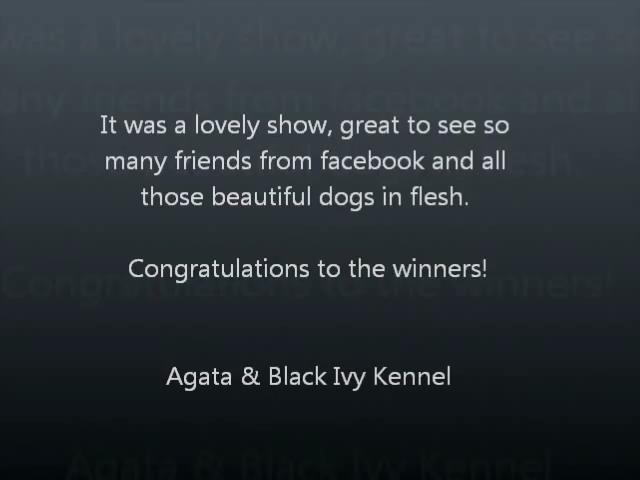 It was a lovely show, great to see so
many friends from facebook and all
those beautiful dogs in flesh.
Congratulations to the winners!
Agata & Black Ivy Kennel